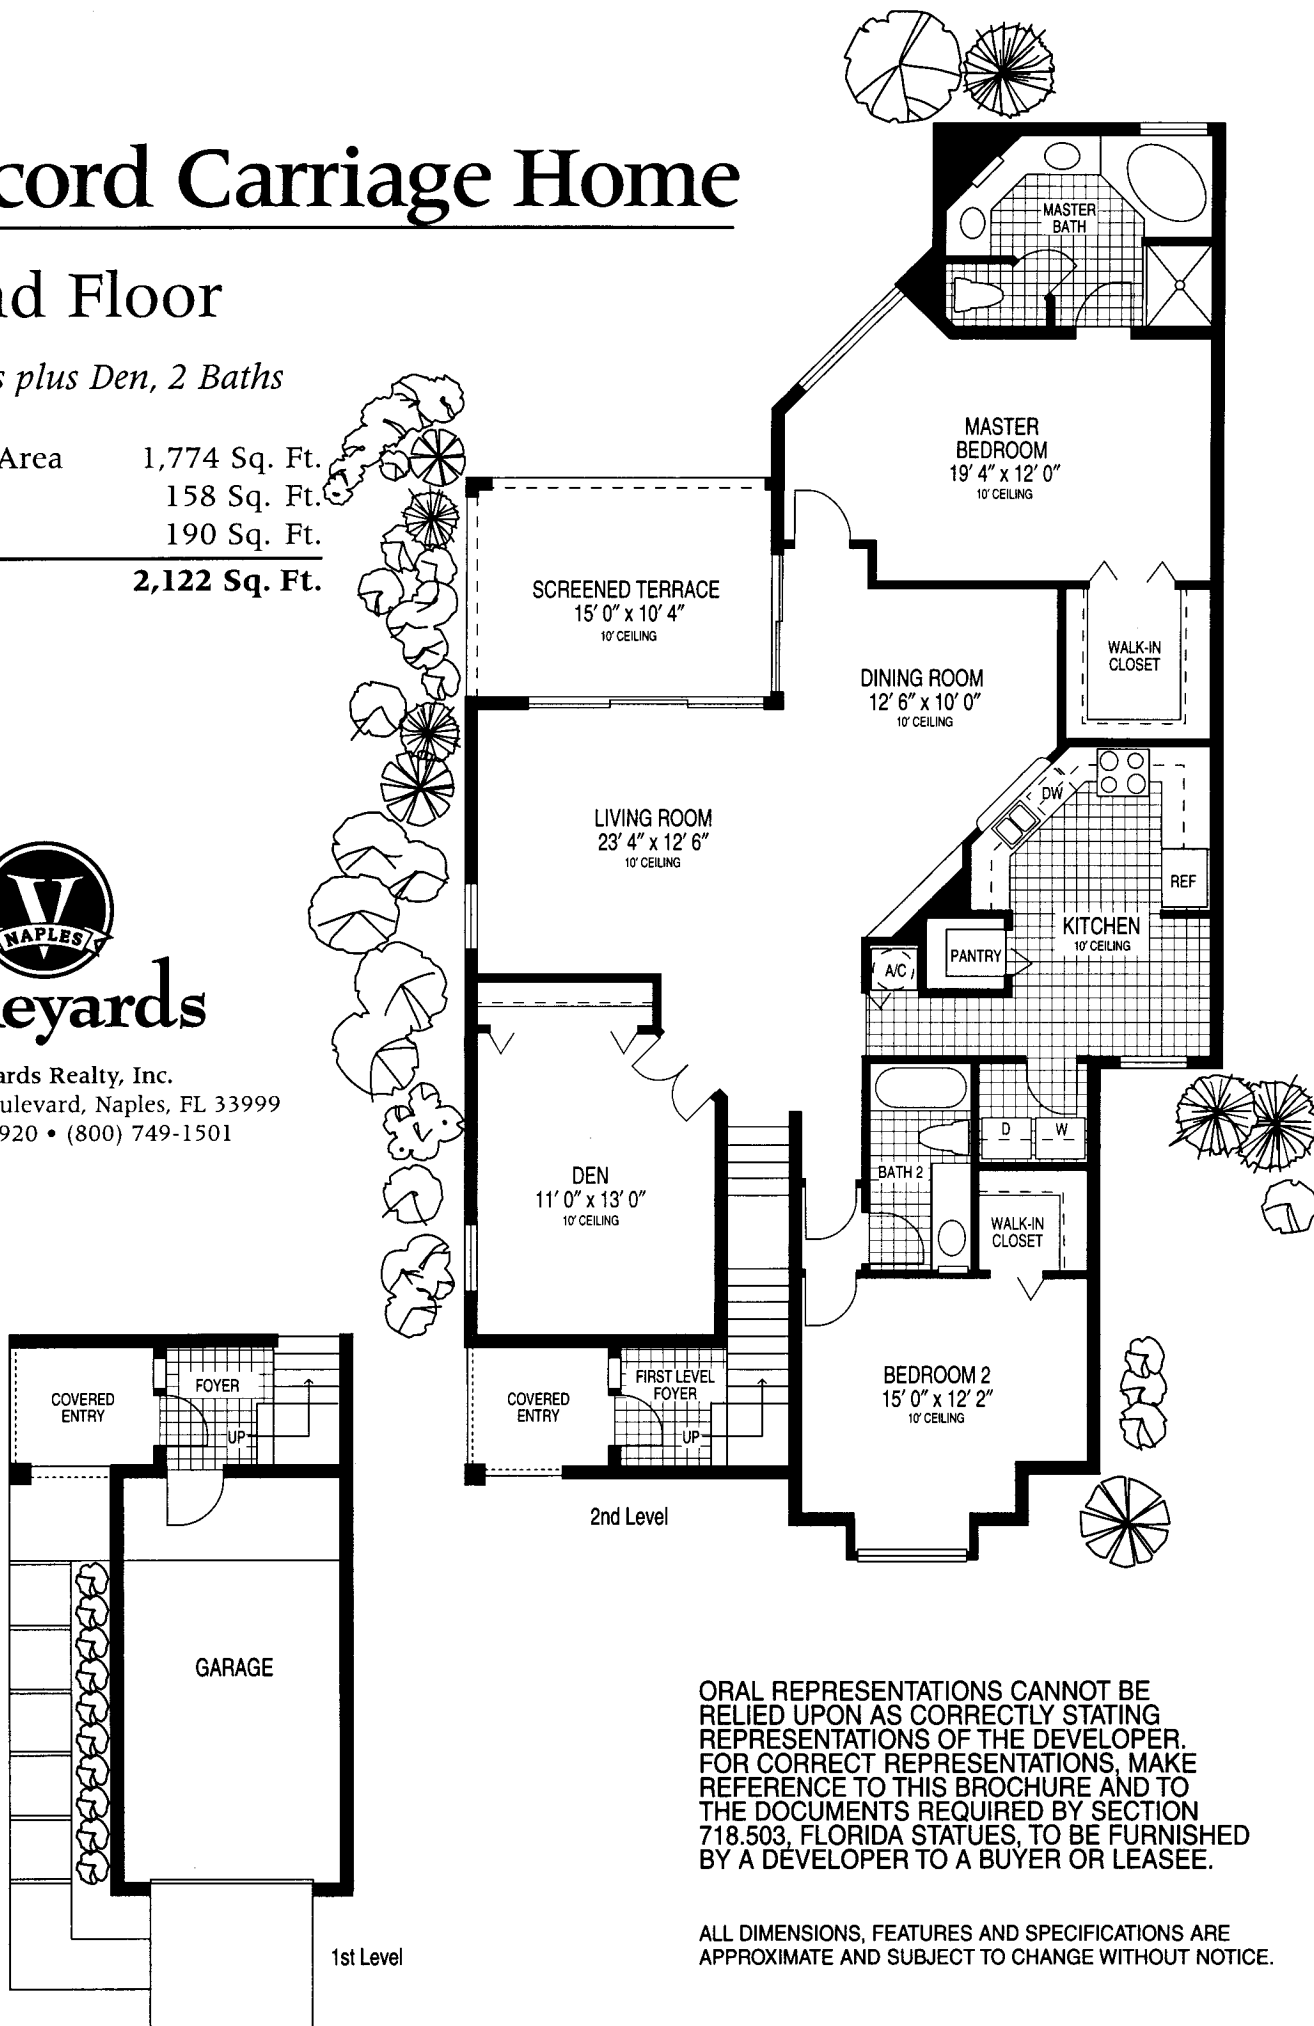 cord Carriage Home
d Floor
s plus Den, 2 Baths
Area 1,774 Sq. Ft.
158 Sq. Ft.
190 Sq. Ft.
2,122 Sq. Ft.
V
NAPLES
eyards
ards Realty, Inc.
ulevard, Naples, FL 33999
920 • (800) 749-1501
MASTER
BATH
MASTER
BEDROOM
19' 4" x 12' 0"
10' CEILING
SCREENED TERRACE
15' 0" x 10' 4"
10' CEILING
WALK-IN
CLOSET
DINING ROOM
12' 6" x 10' 0"
10' CEILING
LIVING ROOM
23' 4" x 12' 6"
10' CEILING
DW
REF
KITCHEN
10' CEILING
PANTRY
A/C
D W
BATH 2
DEN
11' 0" x 13' 0"
10' CEILING
WALK-IN
CLOSET
BEDROOM 2
15' 0" x 12' 2"
10' CEILING
COVERED
ENTRY
FIRST LEVEL
FOYER
UP
2nd Level
COVERED
ENTRY
FOYER
UP
GARAGE
1st Level
ORAL REPRESENTATIONS CANNOT BE
RELIED UPON AS CORRECTLY STATING
REPRESENTATIONS OF THE DEVELOPER.
FOR CORRECT REPRESENTATIONS, MAKE
REFERENCE TO THIS BROCHURE AND TO
THE DOCUMENTS REQUIRED BY SECTION
718.503, FLORIDA STATUES, TO BE FURNISHED
BY A DEVELOPER TO A BUYER OR LEASEE.
ALL DIMENSIONS, FEATURES AND SPECIFICATIONS ARE
APPROXIMATE AND SUBJECT TO CHANGE WITHOUT NOTICE.